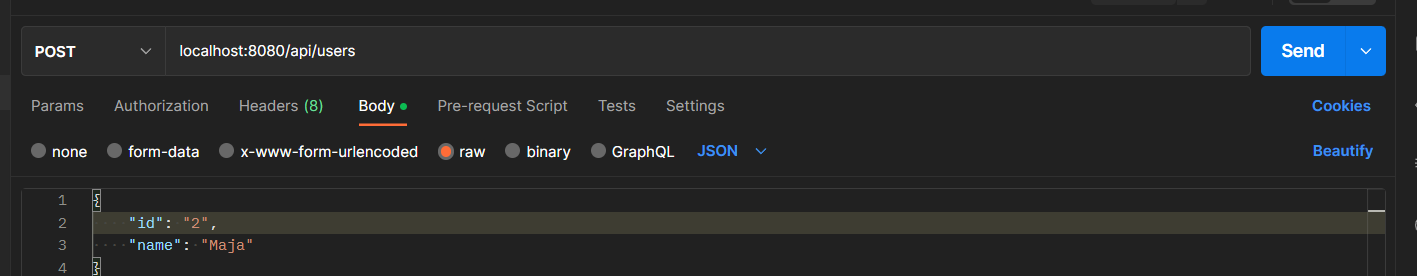 POST localhost:8080/api/users Send
Params Authorization Headers (8) Body Pre-request Script Tests Settings Cookies
none form-data x-www-form-urlencoded raw binary GraphQL JSON Beautify
1 {
2 "id": "2",
3 "name": "Maja"
4 }